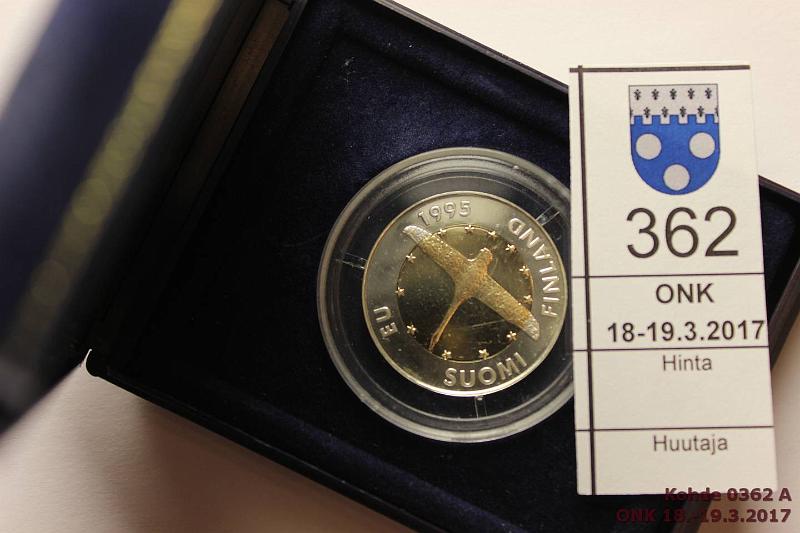 1995
FINLAND
EU
SUOMI
362
ONK
18-19.3.2017
Hinta
Huutaja
Kohde 0362 A
ONK 18.-19.3.2017